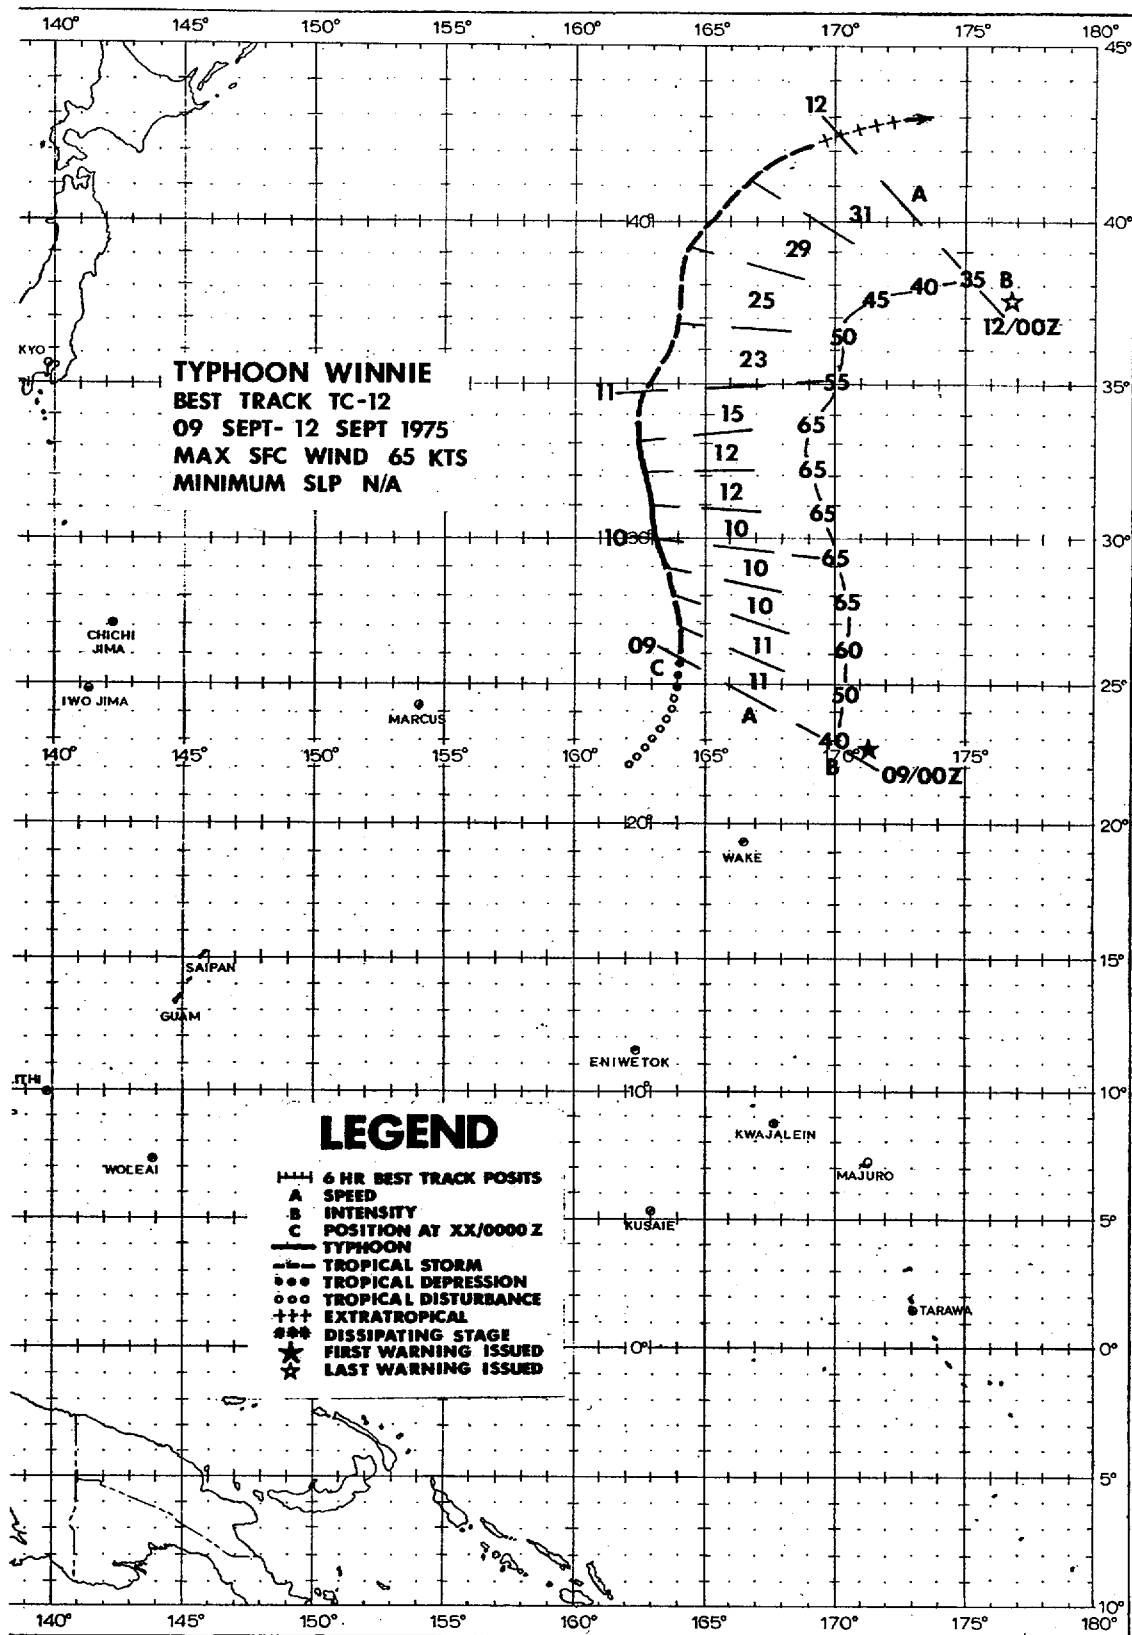 140° 145° 150° 155° 160° 165° 170° 175° 180°
45°
12
A
31
40° 40°
29
35 B
40
25 45
12/00Z
50
KYO
23
TYPHOON WINNIE
55 35°
BEST TRACK TC-12
11
15 65
09 SEPT- 12 SEPT 1975
MAX SFC WIND 65 KTS
12 65
MINIMUM SLP N/A
12
65
10 30° 10 30°
65
10
10 65
CHICHI
JIMA
09 11 60
C
11 50 25°
IWO JIMA
MARCUS
A
40
140° 145° 150° 155° 160° 165° 170° 175°
B 09/00Z
20° 20°
WAKE
15°
SAIPAN
GUAM
ENIWETOK
ITHI
10° 10°
LEGEND
KWAJALEIN
WOLEAI
MAJURO
6 HR BEST TRACK POSITS
A SPEED
B INTENSITY
C POSITION AT XX/0000 Z
KUSAIE 5°
TYPHOON
TROPICAL STORM
TROPICAL DEPRESSION
TROPICAL DISTURBANCE
EXTRATROPICAL
TARAWA
DISSIPATING STAGE
FIRST WARNING ISSUED
0° 0°
LAST WARNING ISSUED
5°
10°
140° 145° 150° 155° 160° 165° 170° 175° 180°